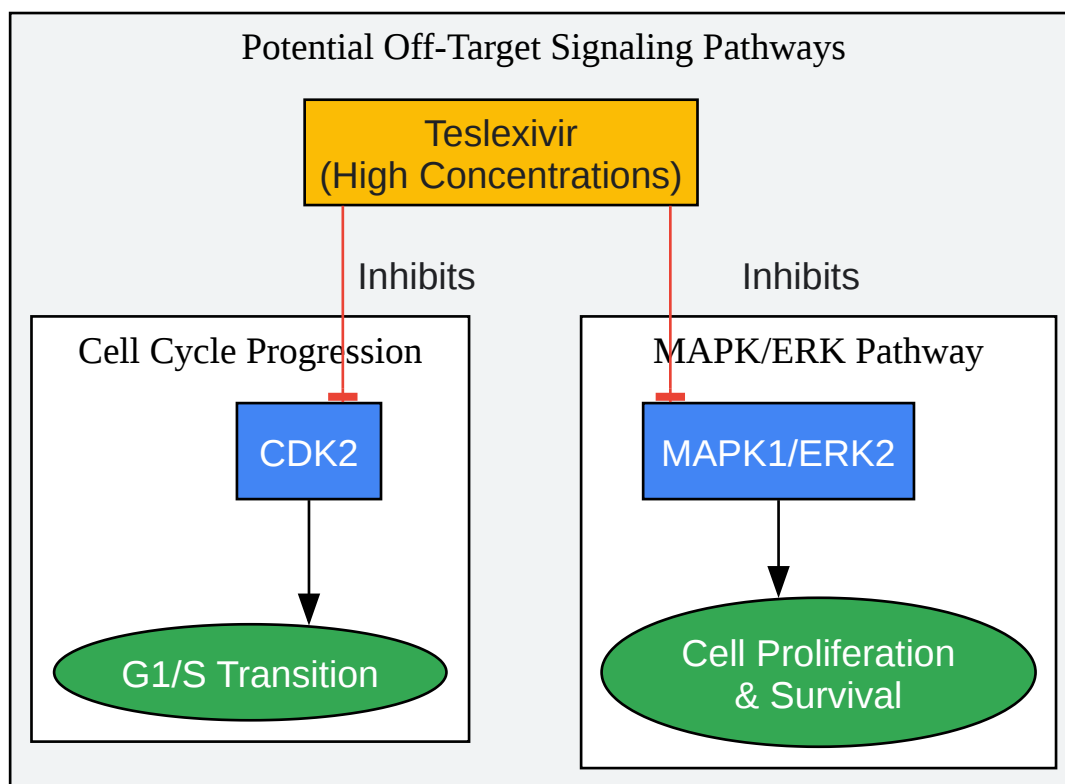 Potential Off-Target Signaling Pathways
Teslexivir
(High Concentrations)
Inhibits
Inhibits
Cell Cycle Progression
MAPK/ERK Pathway
CDK2
MAPK1/ERK2
G1/S Transition
Cell Proliferation
& Survival